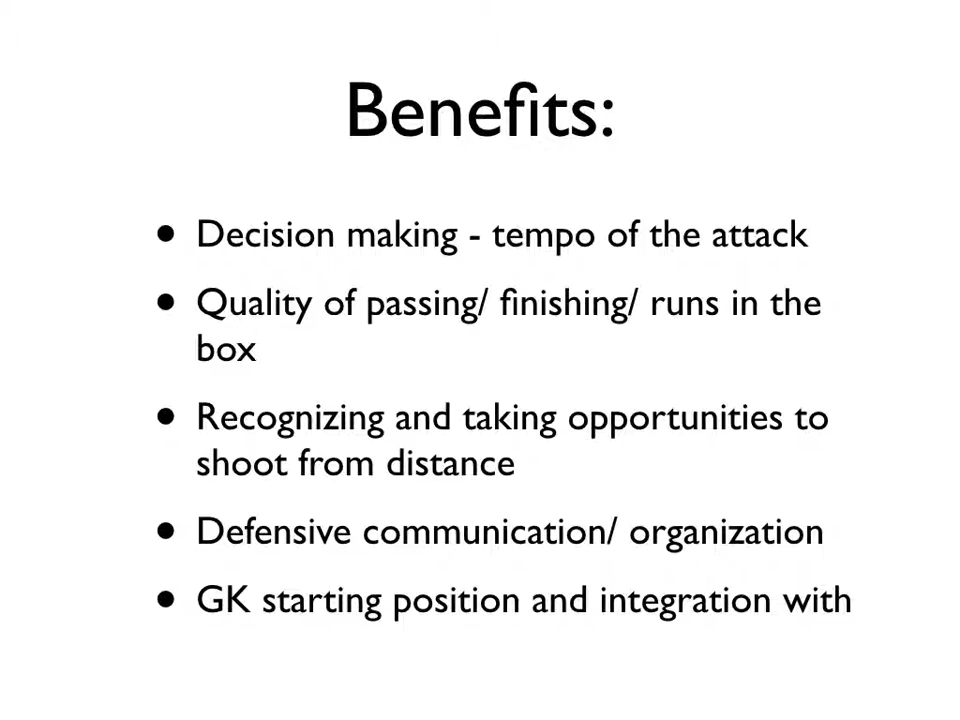 Benefits:
• Decision making - tempo of the attack
• Quality of passing/ finishing/ runs in the
box
• Recognizing and taking opportunities to
shoot from distance
• Defensive communication/ organization
• GK starting position and integration with